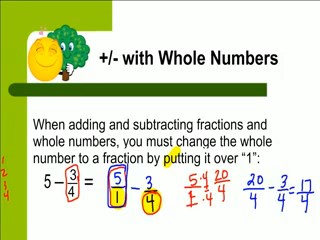 +/- with Whole Numbers
When adding and subtracting fractions and
whole numbers, you must change the whole
number to a fraction by putting it over “1”:
5 - 3/4 = 5/1 - 3/4 5·4/1·4 20/4 20/4 - 3/4 = 17/4